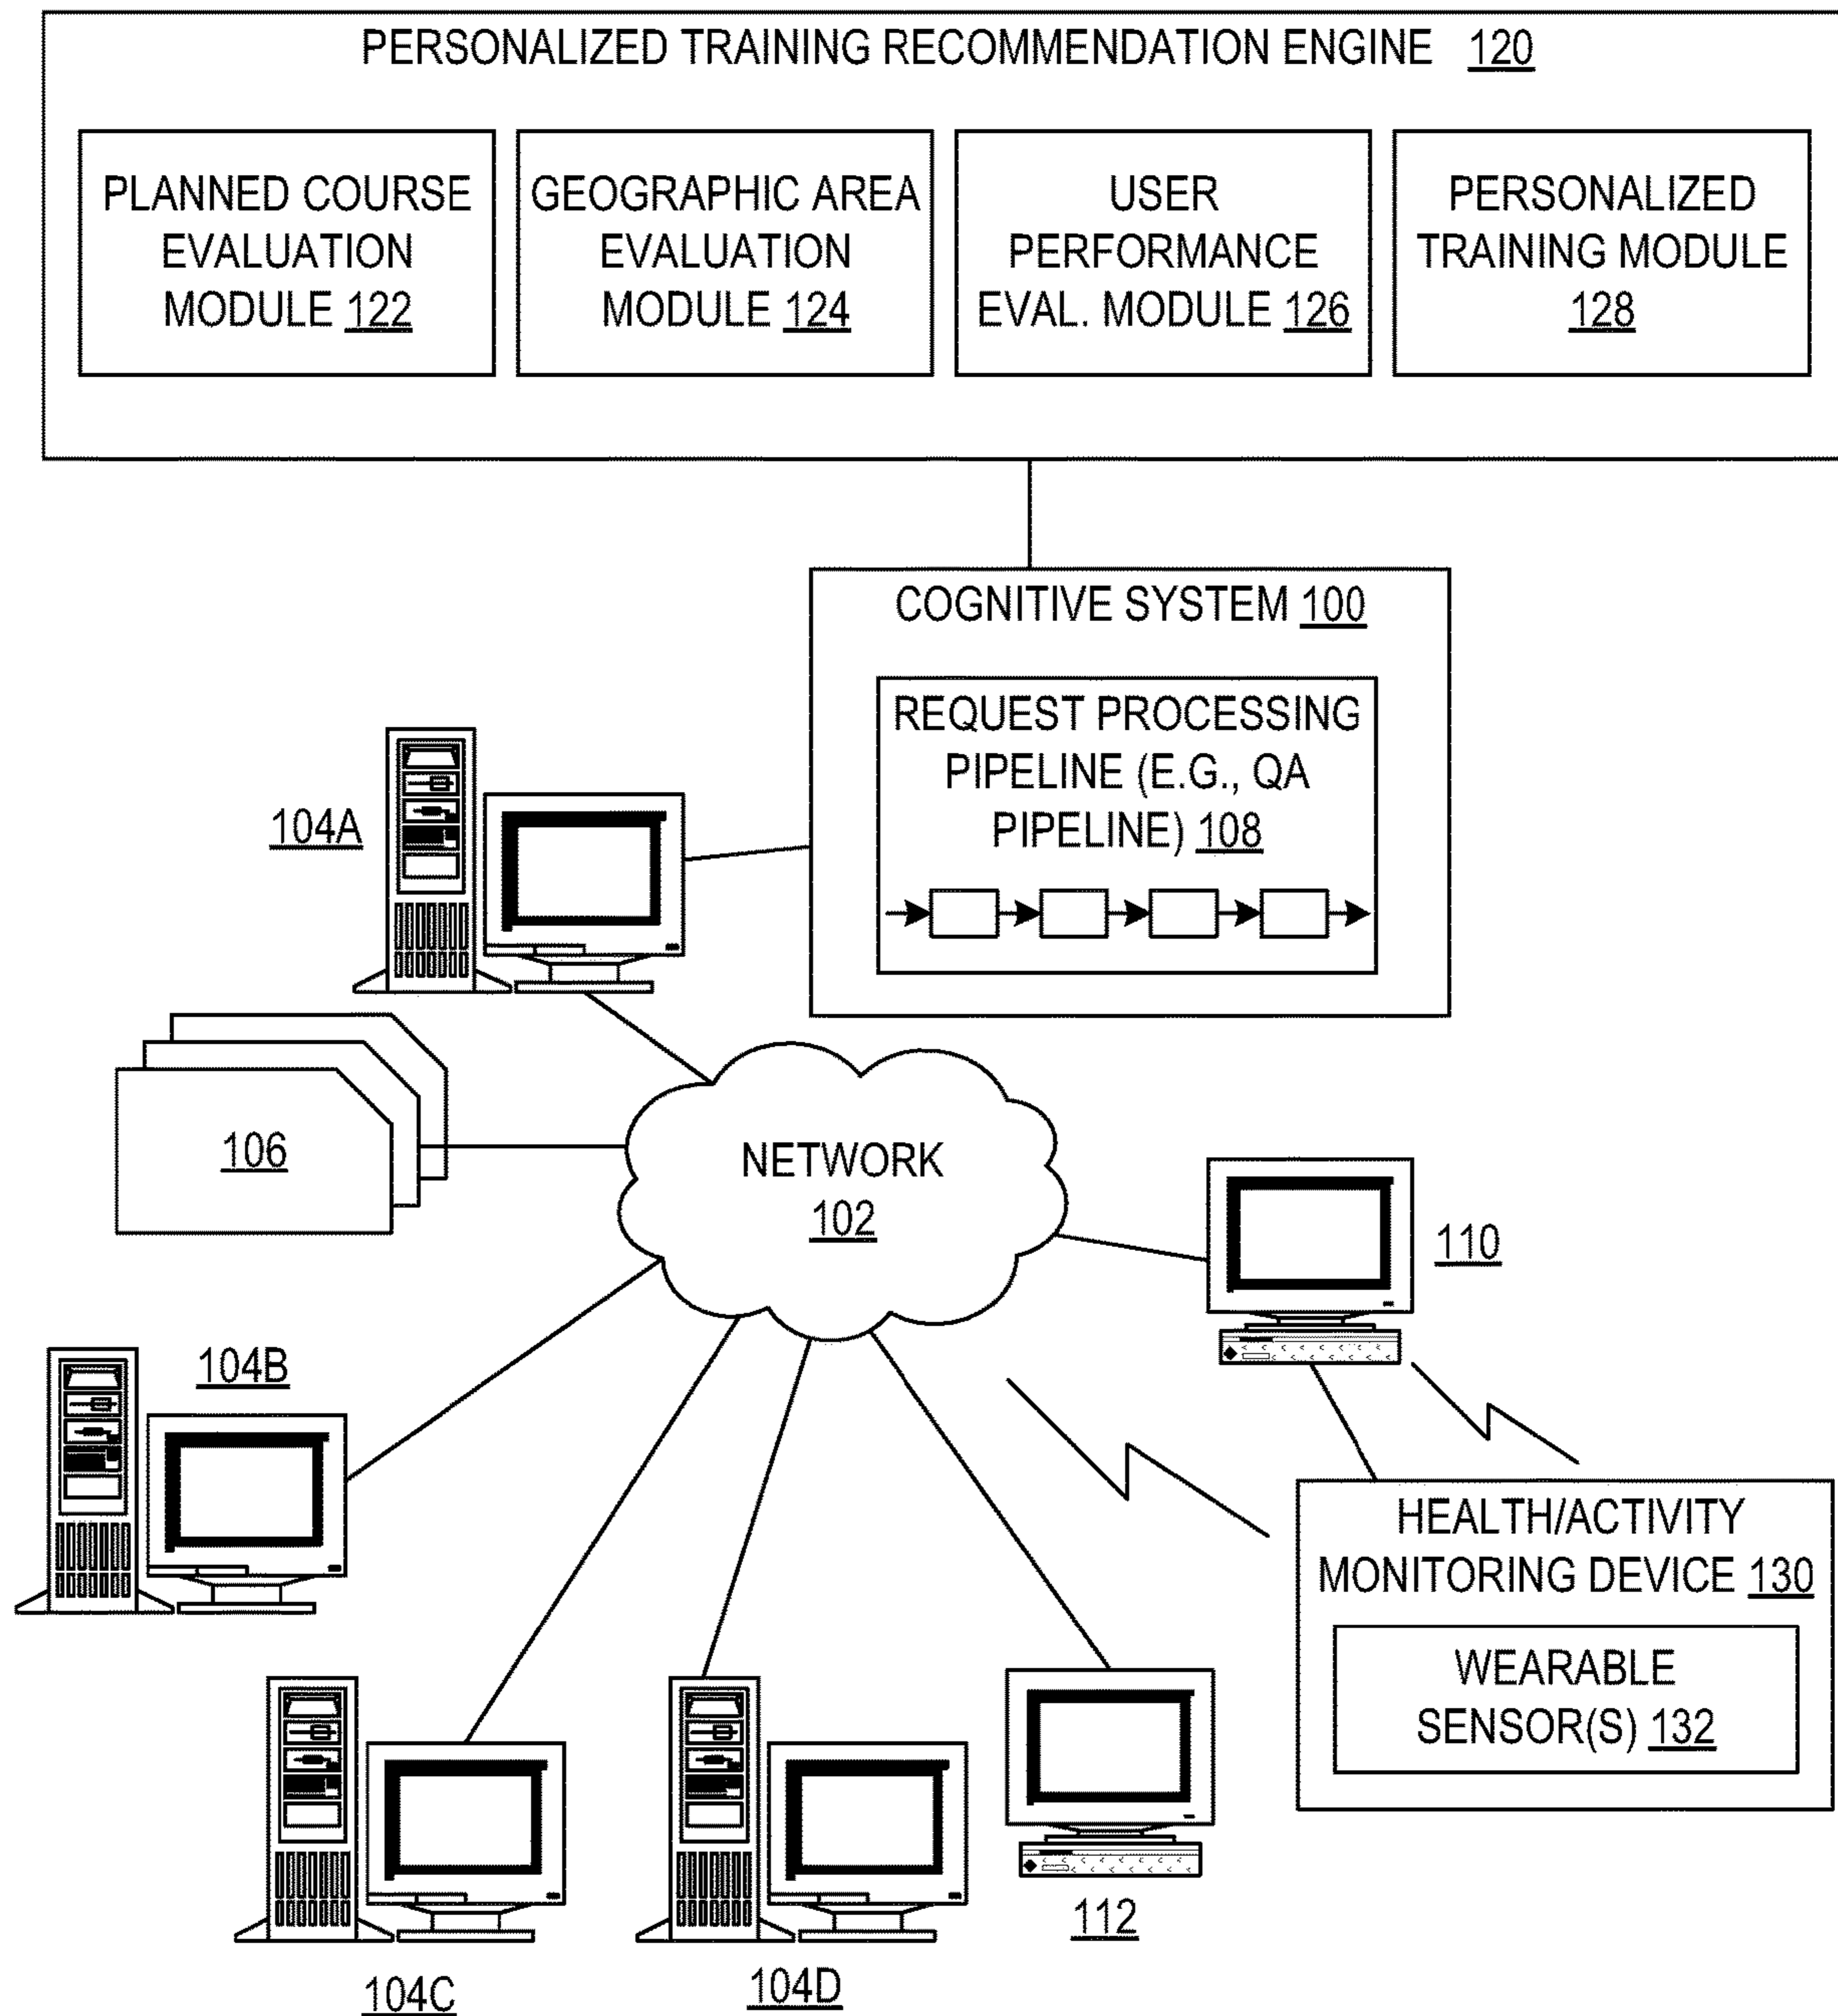 PERSONALIZED TRAINING RECOMMENDATION ENGINE 120
PLANNED COURSE
EVALUATION
MODULE 122
GEOGRAPHIC AREA
EVALUATION
MODULE 124
USER
PERFORMANCE
EVAL. MODULE 126
PERSONALIZED
TRAINING MODULE
128
COGNITIVE SYSTEM 100
REQUEST PROCESSING
PIPELINE (E.G., QA
PIPELINE) 108
104A
106
NETWORK
102
110
104B
HEALTH/ACTIVITY
MONITORING DEVICE 130
WEARABLE
SENSOR(S) 132
112
104C
104D